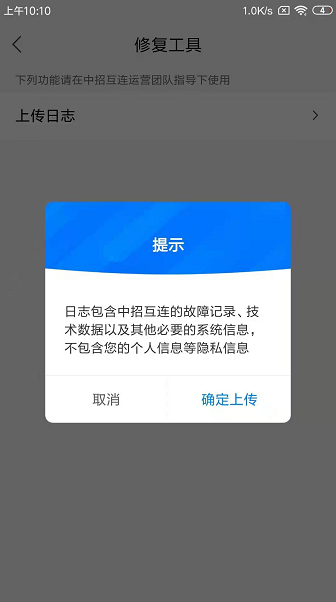 上午10:10
1.0K/s
4
修复工具
下列功能请在中招互连运营团队指导下使用
上传日志
提示
日志包含中招互连的故障记录、技
术数据以及其他必要的系统信息，
不包含您的个人信息等隐私信息
取消
确定上传